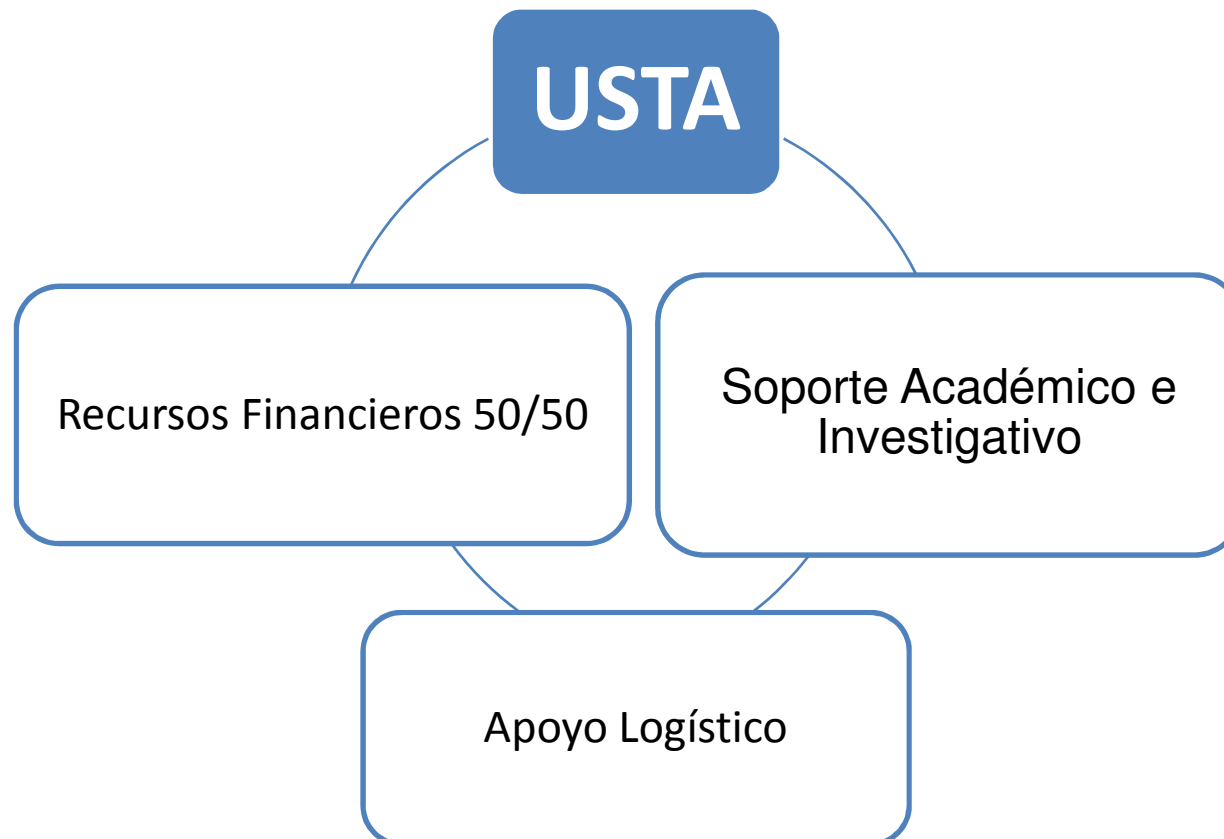 USTA
Recursos Financieros 50/50
Soporte Académico e
Investigativo
Apoyo Logístico